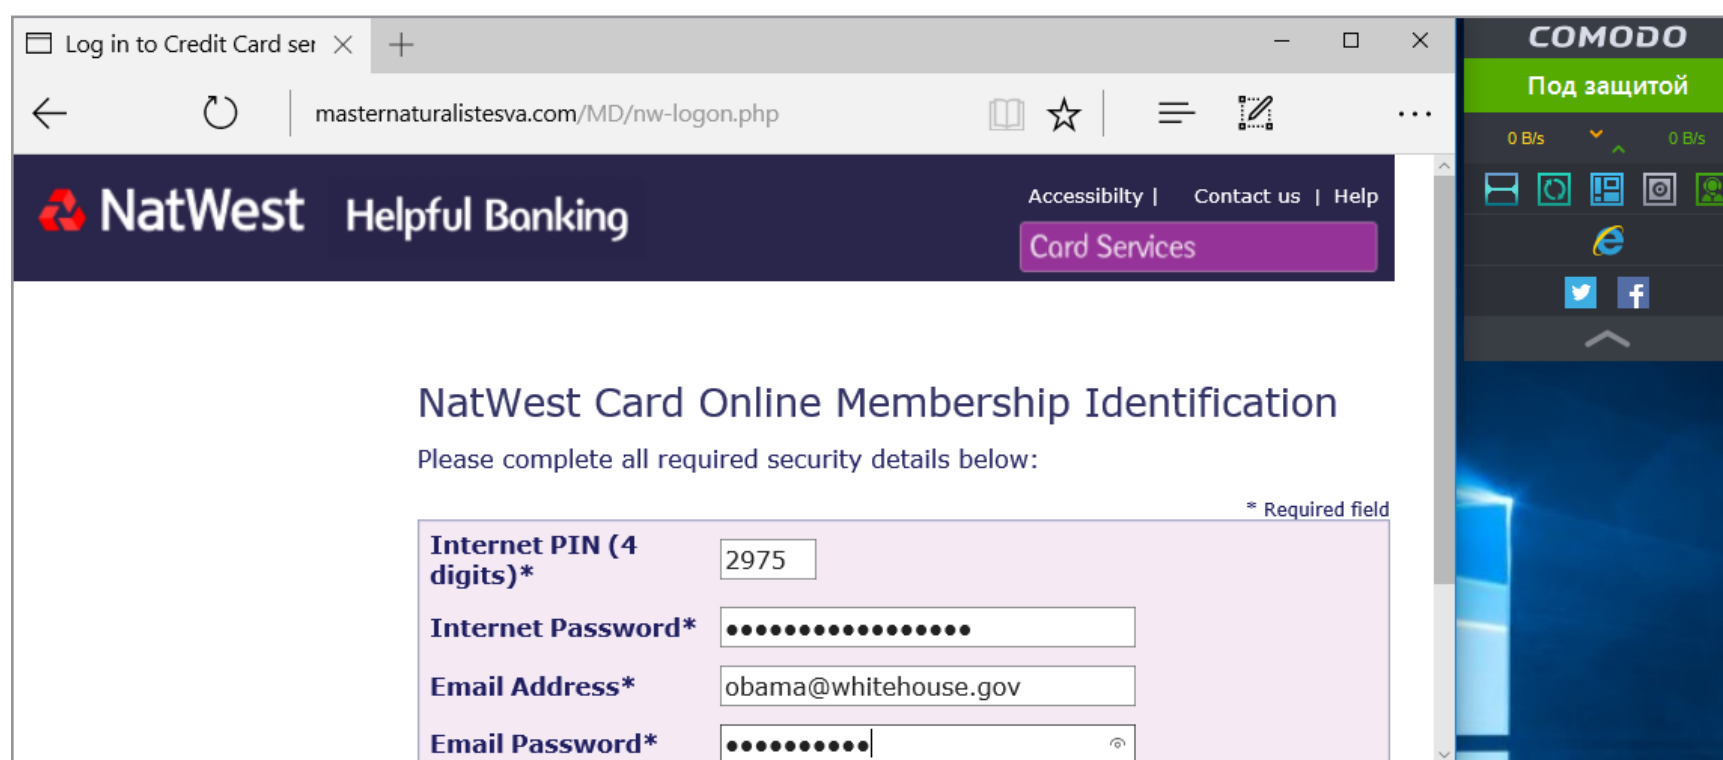 Log in to Credit Card ser
masternaturalistesva.com/MD/nw-logon.php
NatWest Helpful Banking
Accessibilty | Contact us | Help
Card Services
NatWest Card Online Membership Identification
Please complete all required security details below:
* Required field
Internet PIN (4 digits)* 2975
Internet Password* •••••••••••••••••
Email Address* obama@whitehouse.gov
Email Password* ••••••••••
COMODO
Под защитой
0 B/s 0 B/s